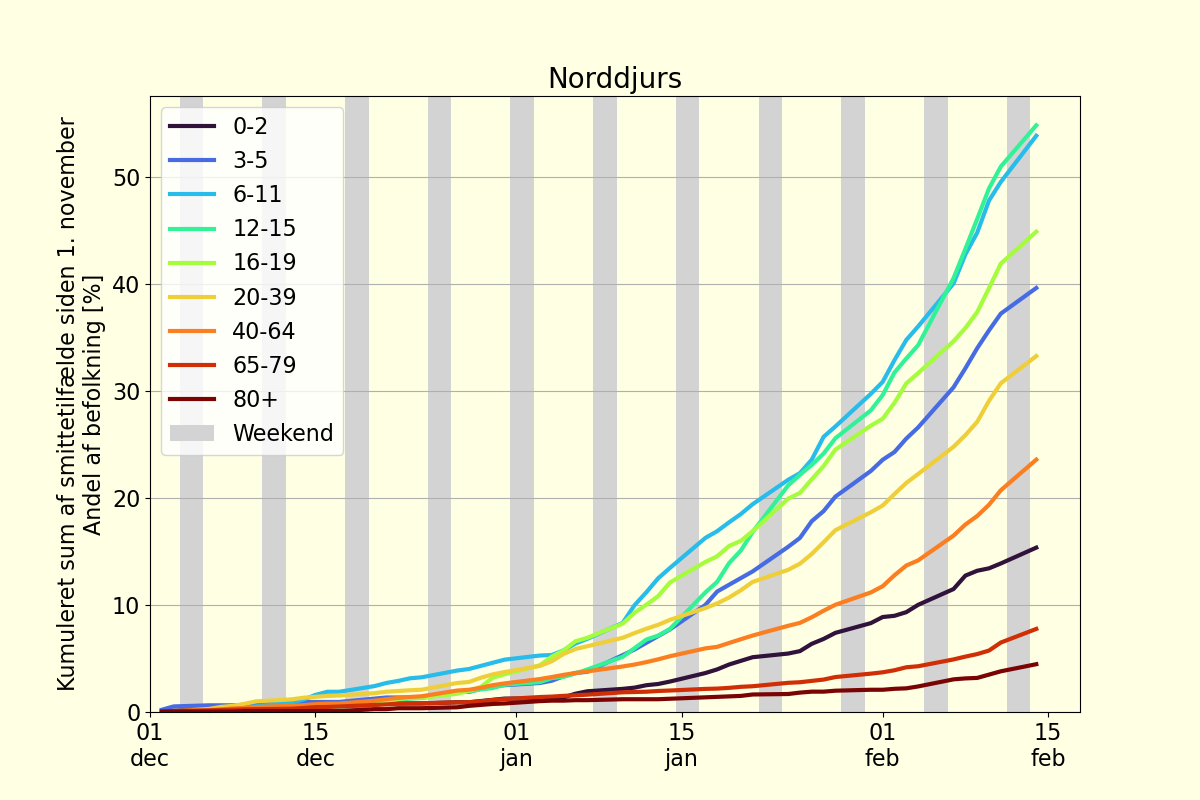 Norddjurs
Kumuleret sum af smittetilfælde siden 1. november
Andel af befolkning [%]
50
40
30
20
10
0
0-2
3-5
6-11
12-15
16-19
20-39
40-64
65-79
80+
Weekend
01 15 01 15 01 15
dec dec jan jan feb feb